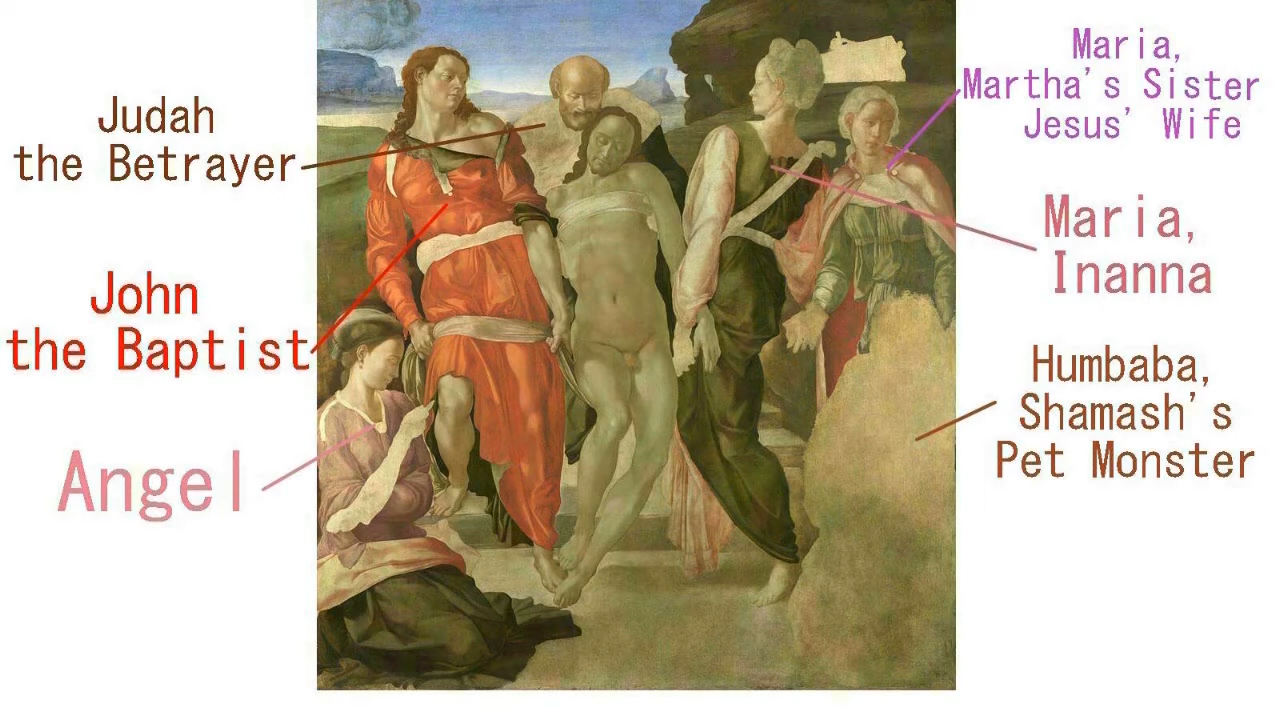 Judah
the Betrayer
John
the Baptist
Angel
Maria,
Martha's Sister
Jesus' Wife
Maria,
Inanna
Humbaba,
Shamash's
Pet Monster